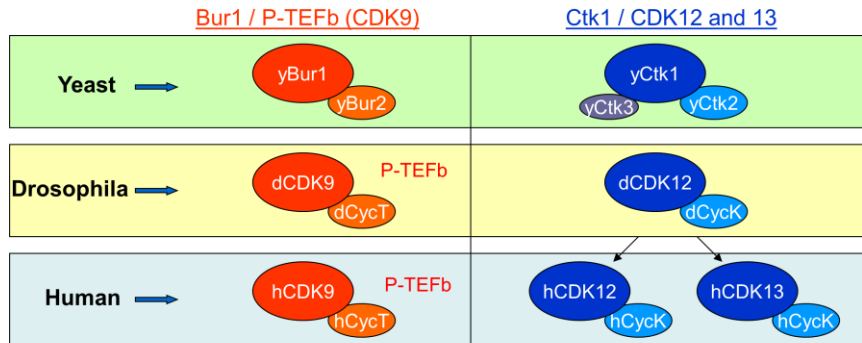 Bur1 / P-TEFb (CDK9)
Ctk1 / CDK12 and 13
Yeast
yBur1
yBur2
yCtk1
yCtk3
yCtk2
Drosophila
dCDK9
P-TEFb
dCycT
dCDK12
dCycK
Human
hCDK9
P-TEFb
hCycT
hCDK12
hCycK
hCDK13
hCycK